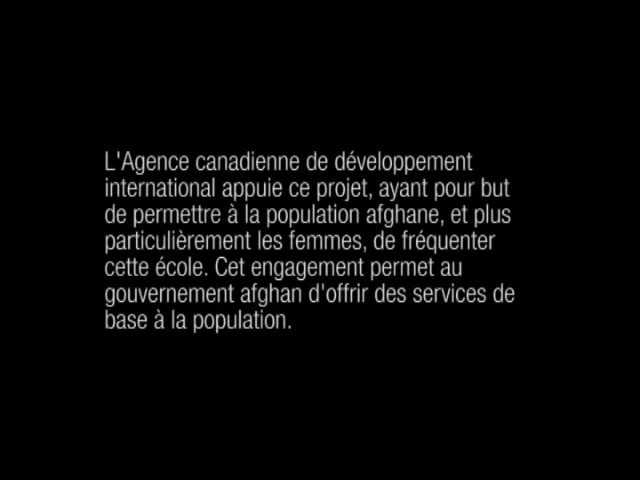 L'Agence canadienne de développement
international appuie ce projet, ayant pour but
de permettre à la population afghane, et plus
particulièrement les femmes, de fréquenter
cette école. Cet engagement permet au
gouvernement afghan d'offrir des services de
base à la population.